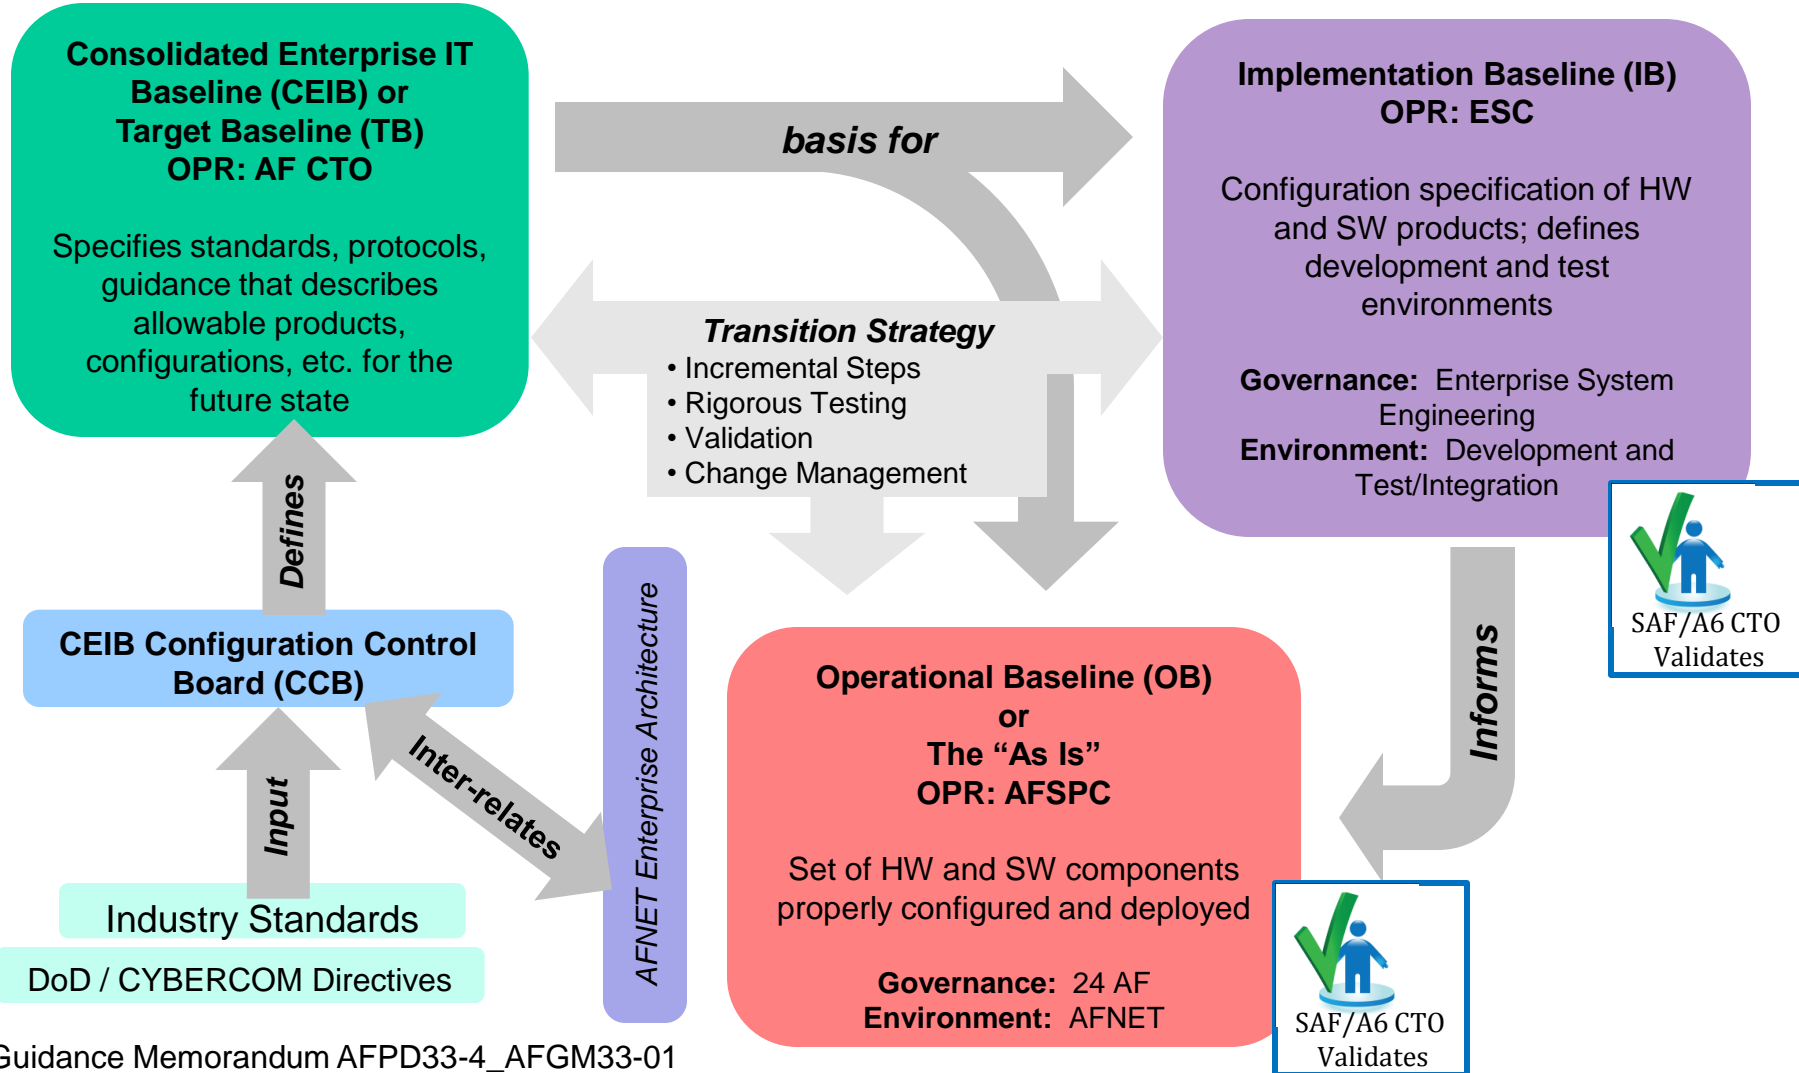 Consolidated Enterprise IT
Baseline (CEIB) or
Target Baseline (TB)
OPR: AF CTO
Specifies standards, protocols,
guidance that describes
allowable products,
configurations, etc. for the
future state
basis for
Implementation Baseline (IB)
OPR: ESC
Configuration specification of HW
and SW products; defines
development and test
environments
Governance: Enterprise System
Engineering
Environment: Development and
Test/Integration
SAF/A6 CTO
Validates
Transition Strategy
• Incremental Steps
• Rigorous Testing
• Validation
• Change Management
Defines
CEIB Configuration Control
Board (CCB)
Input
Inter-relates
AFNET Enterprise Architecture
Industry Standards
DoD / CYBERCOM Directives
Operational Baseline (OB)
or
The “As Is”
OPR: AFSPC
Set of HW and SW components
properly configured and deployed
Governance: 24 AF
Environment: AFNET
Informs
SAF/A6 CTO
Validates
Guidance Memorandum AFPD33-4_AFGM33-01